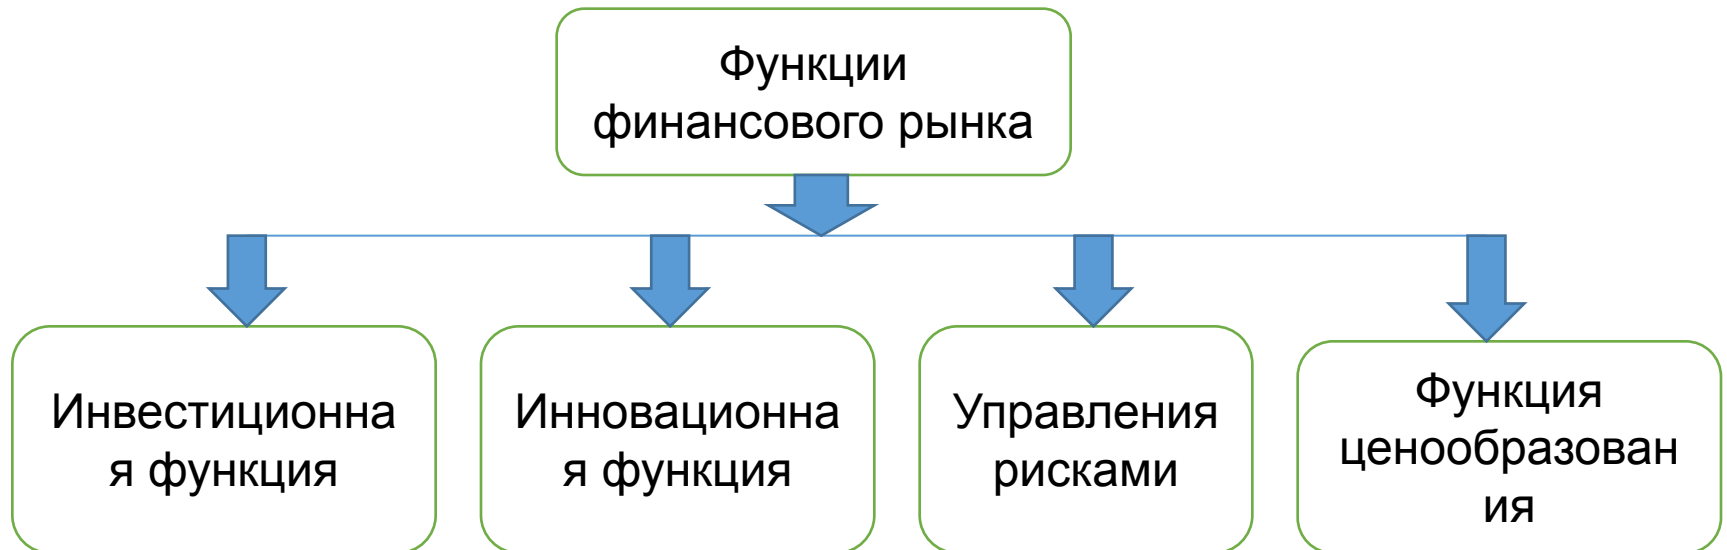 Функции
финансового рынка
Инвестиционна
я функция
Инновационна
я функция
Управления
рисками
Функция
ценообразован
ия